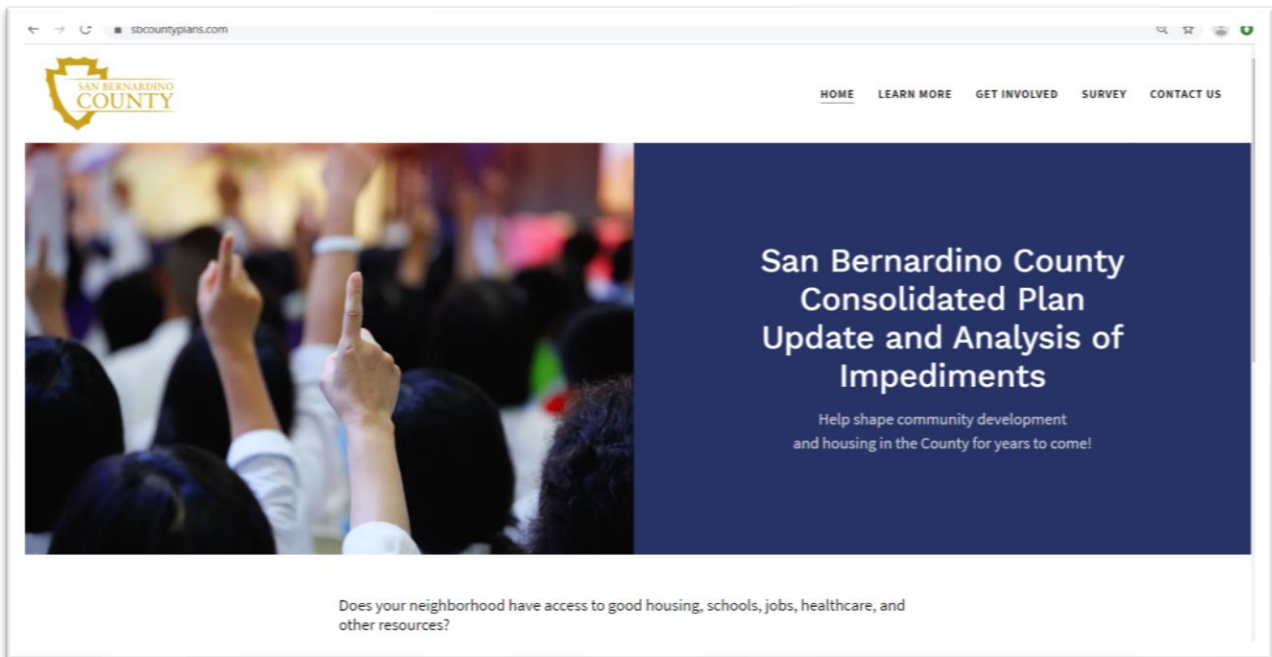 sbcountyplans.com
SAN BERNARDINO
COUNTY
HOME LEARN MORE GET INVOLVED SURVEY CONTACT US
San Bernardino County
Consolidated Plan
Update and Analysis of
Impediments
Help shape community development
and housing in the County for years to come!
Does your neighborhood have access to good housing, schools, jobs, healthcare, and
other resources?